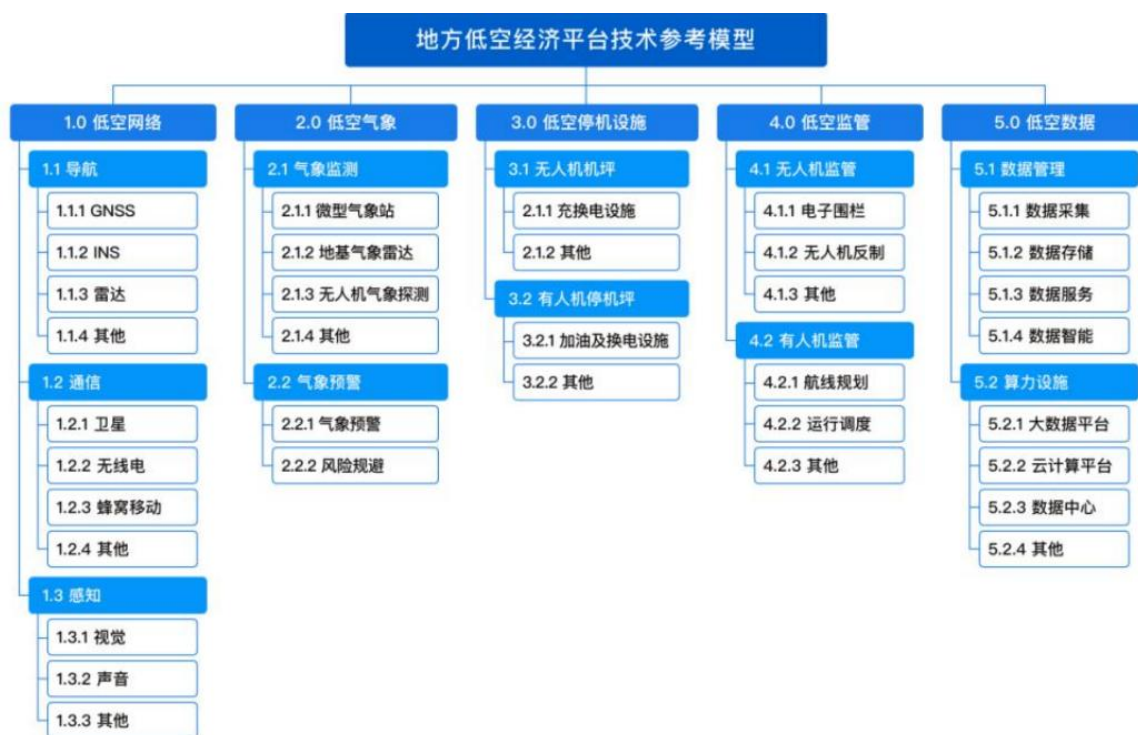 地方低空经济平台技术参考模型
1.0 低空网络
1.1 导航
1.1.1 GNSS
1.1.2 INS
1.1.3 雷达
1.1.4 其他
1.2 通信
1.2.1 卫星
1.2.2 无线电
1.2.3 蜂窝移动
1.2.4 其他
1.3 感知
1.3.1 视觉
1.3.2 声音
1.3.3 其他
2.0 低空气象
2.1 气象监测
2.1.1 微型气象站
2.1.2 地基气象雷达
2.1.3 无人机气象探测
2.1.4 其他
2.2 气象预警
2.2.1 气象预警
2.2.2 风险规避
3.0 低空停机设施
3.1 无人机机坪
2.1.1 充换电设施
2.1.2 其他
3.2 有人机停机坪
3.2.1 加油及换电设施
3.2.2 其他
4.0 低空监管
4.1 无人机监管
4.1.1 电子围栏
4.1.2 无人机反制
4.1.3 其他
4.2 有人机监管
4.2.1 航线规划
4.2.2 运行调度
4.2.3 其他
5.0 低空数据
5.1 数据管理
5.1.1 数据采集
5.1.2 数据存储
5.1.3 数据服务
5.1.4 数据智能
5.2 算力设施
5.2.1 大数据平台
5.2.2 云计算平台
5.2.3 数据中心
5.2.4 其他